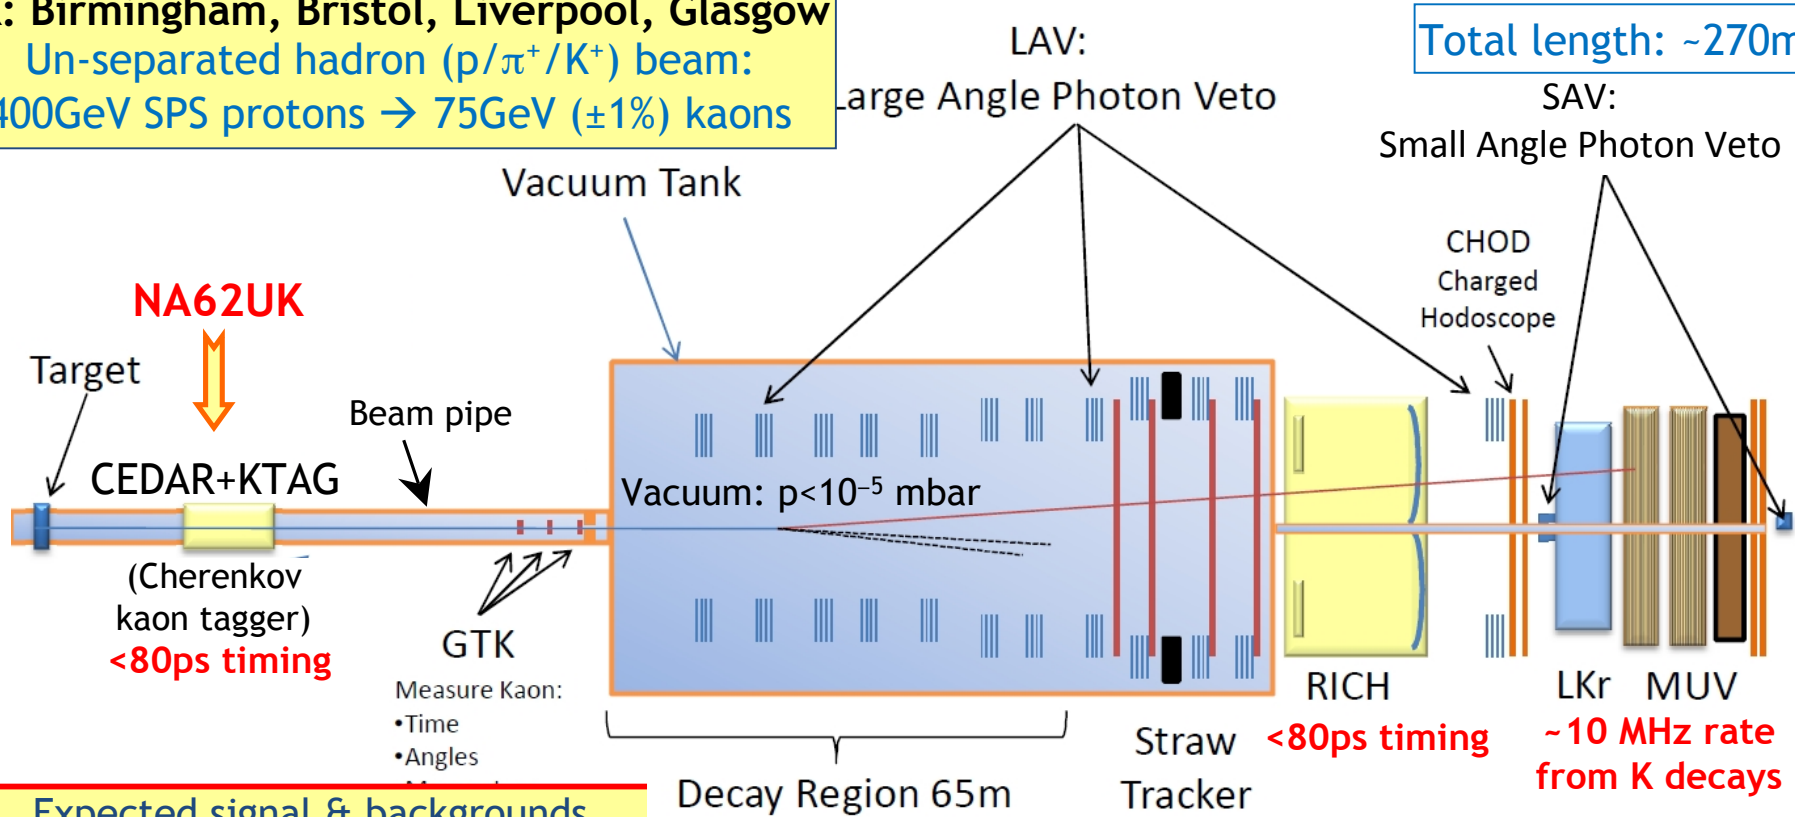 : Birmingham, Bristol, Liverpool, Glasgow
Un-separated hadron (p/π⁺/K⁺) beam:
400GeV SPS protons → 75GeV (±1%) kaons
LAV:
Large Angle Photon Veto
Total length: ~270m
SAV:
Small Angle Photon Veto
Vacuum Tank
CHOD
Charged
Hodoscope
NA62UK
Target
Beam pipe
CEDAR+KTAG
Vacuum: p<10⁻⁵ mbar
(Cherenkov
kaon tagger)
<80ps timing
GTK
Measure Kaon:
•Time
•Angles
Decay Region 65m
Straw
Tracker
RICH
<80ps timing
LKr
MUV
~10 MHz rate
from K decays
Expected signal & backgrounds